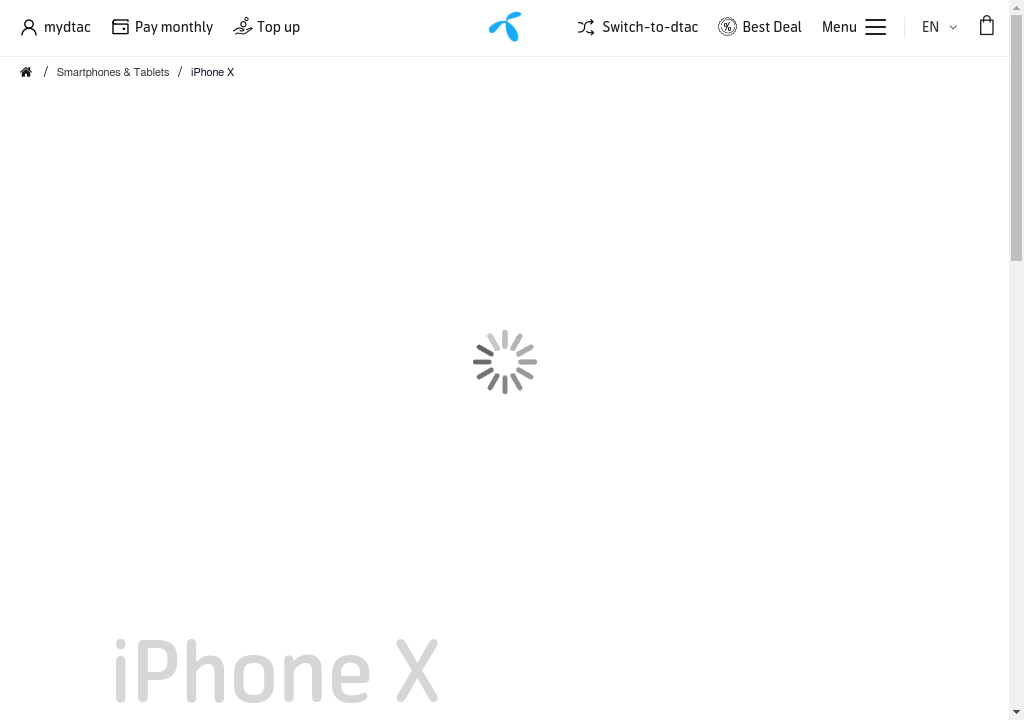 mydtac Pay monthly Top up Switch-to-dtac Best Deal Menu EN
/ Smartphones & Tablets / iPhone X
iPhone X